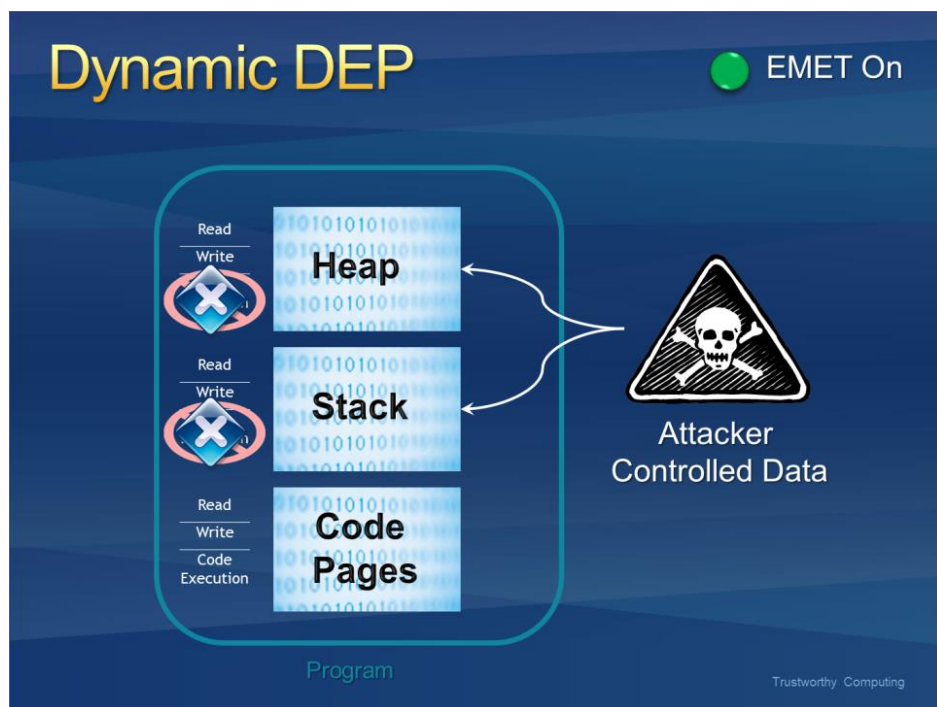 Dynamic DEP
EMET On
Read
Write
Heap
Read
Write
Stack
Read
Write
Code
Execution
Code
Pages
Attacker
Controlled Data
Program
Trustworthy Computing